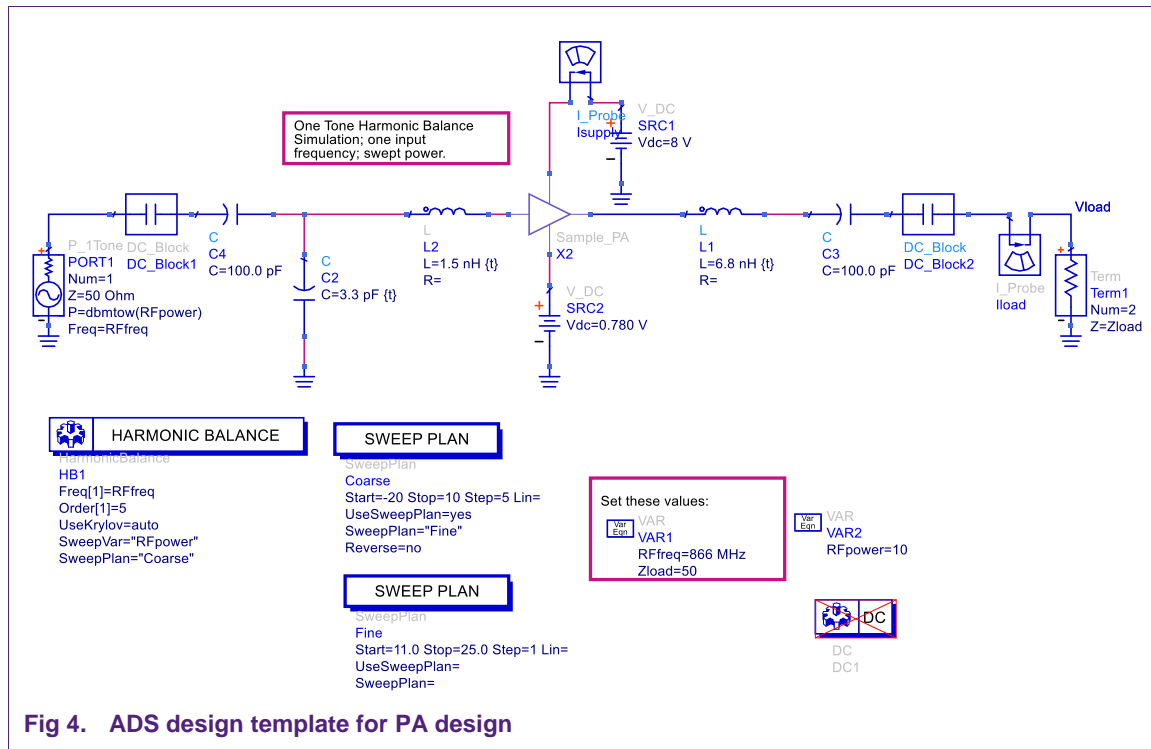 One Tone Harmonic Balance
Simulation; one input
frequency; swept power.
I_Probe
Isupply
V_DC
SRC1
Vdc=8 V
P_1Tone
PORT1
Num=1
Z=50 Ohm
P=dbmtow(RFpower)
Freq=RFfreq
DC_Block
DC_Block1
C
C4
C=100.0 pF
C
C2
C=3.3 pF {t}
L
L2
L=1.5 nH {t}
R=
Sample_PA
X2
V_DC
SRC2
Vdc=0.780 V
L
L1
L=6.8 nH {t}
R=
C
C3
C=100.0 pF
DC_Block
DC_Block2
I_Probe
Iload
Vload
Term
Term1
Num=2
Z=Zload
HARMONIC BALANCE
HarmonicBalance
HB1
Freq[1]=RFfreq
Order[1]=5
UseKrylov=auto
SweepVar="RFpower"
SweepPlan="Coarse"
SWEEP PLAN
SweepPlan
Coarse
Start=-20 Stop=10 Step=5 Lin=
UseSweepPlan=yes
SweepPlan="Fine"
Reverse=no
SWEEP PLAN
SweepPlan
Fine
Start=11.0 Stop=25.0 Step=1 Lin=
UseSweepPlan=
SweepPlan=
Set these values:
Var
Eqn
VAR
VAR1
RFfreq=866 MHz
Zload=50
Var
Eqn
VAR
VAR2
RFpower=10
DC
DC
DC1
Fig 4. ADS design template for PA design